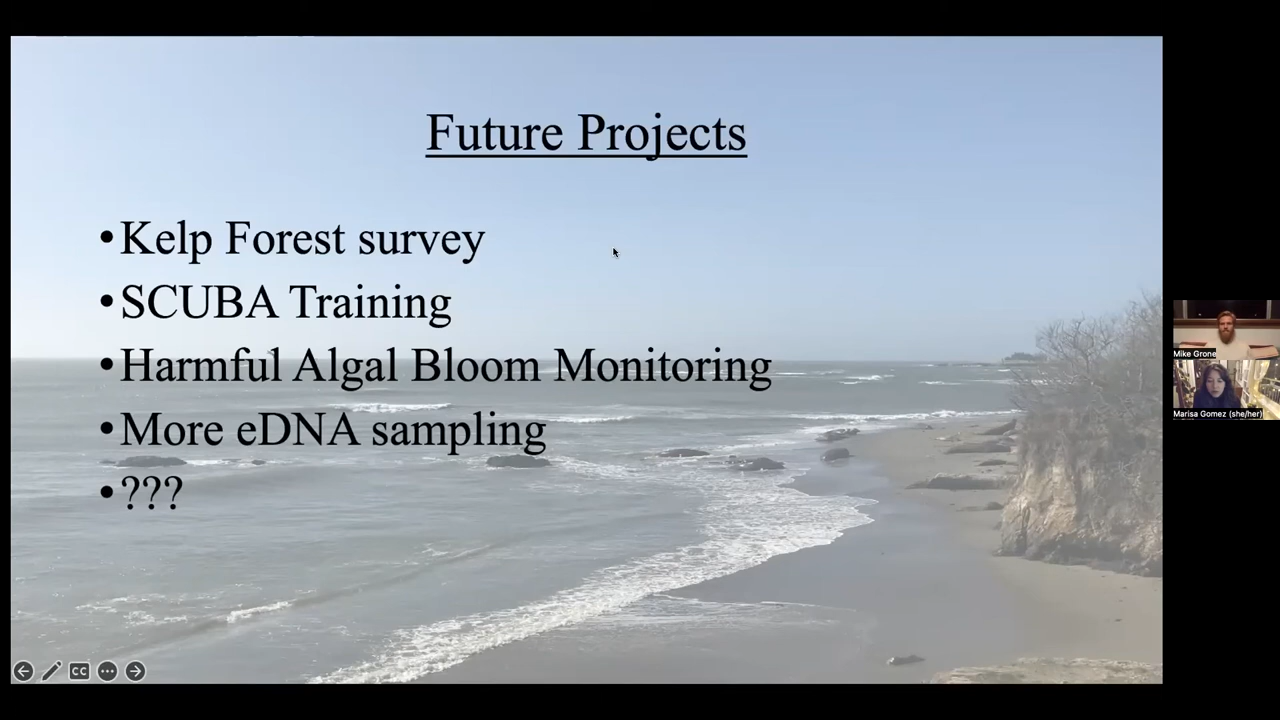 Future Projects
•Kelp Forest survey
•SCUBA Training
•Harmful Algal Bloom Monitoring
•More eDNA sampling
•???
Mike Grone
Marisa Gomez (she/her)
CC